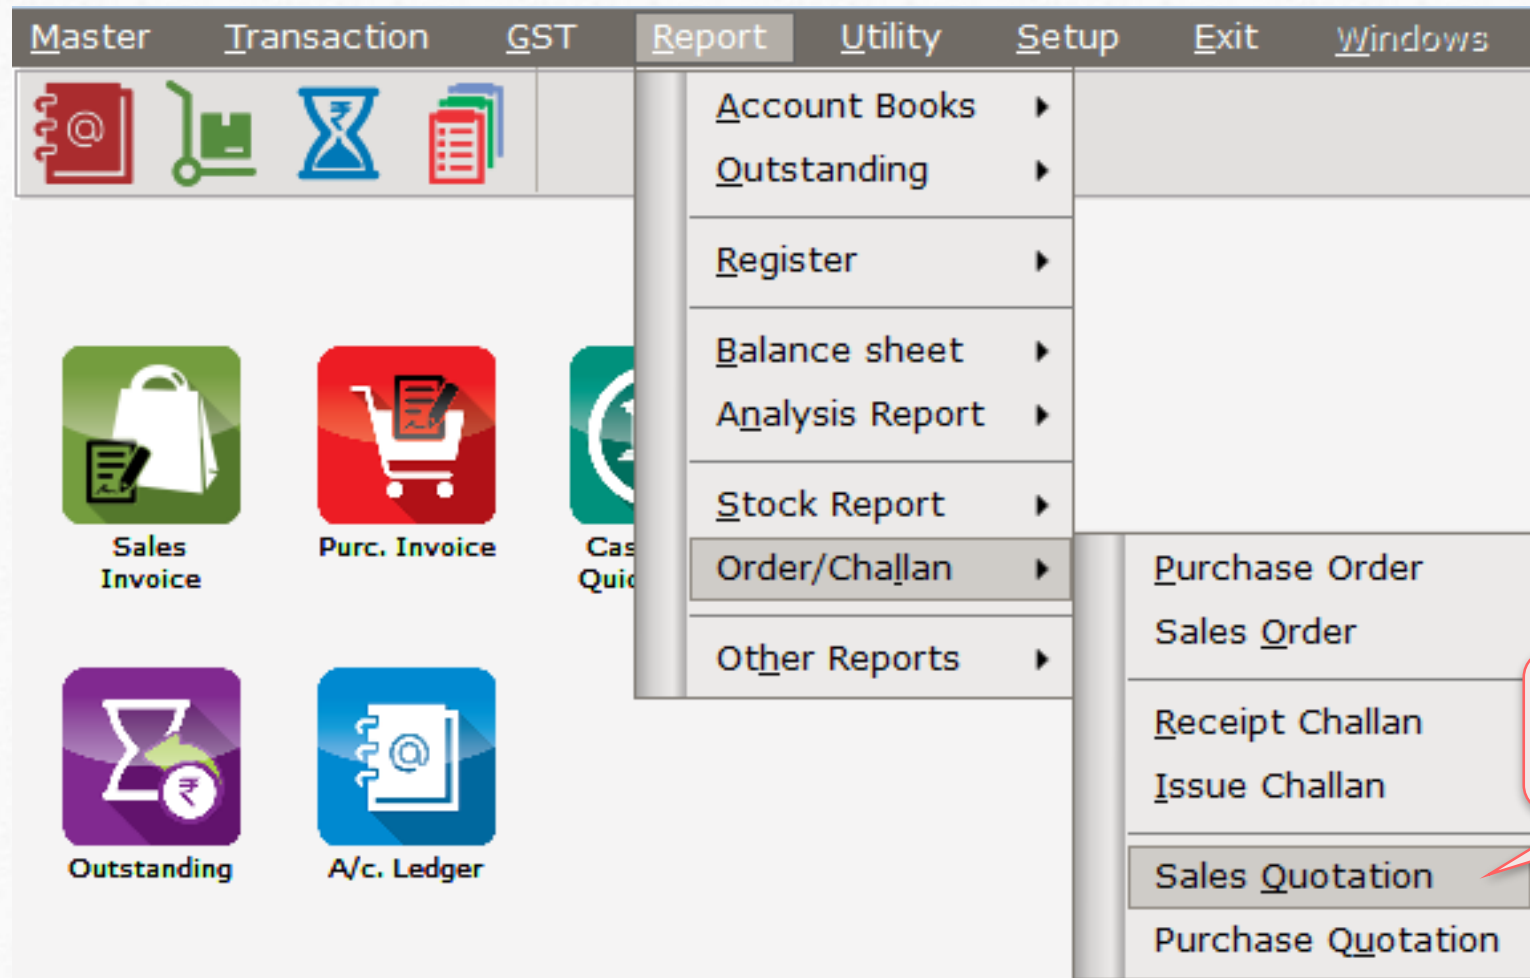 Master Transaction GST Report Utility Setup Exit Windows
Account Books
Outstanding
Register
Balance sheet
Analysis Report
Stock Report
Order/Challan
Other Reports
Purchase Order
Sales Order
Receipt Challan
Issue Challan
Sales Quotation
Purchase Quotation
Sales
Invoice
Purc. Invoice
Outstanding
A/c. Ledger